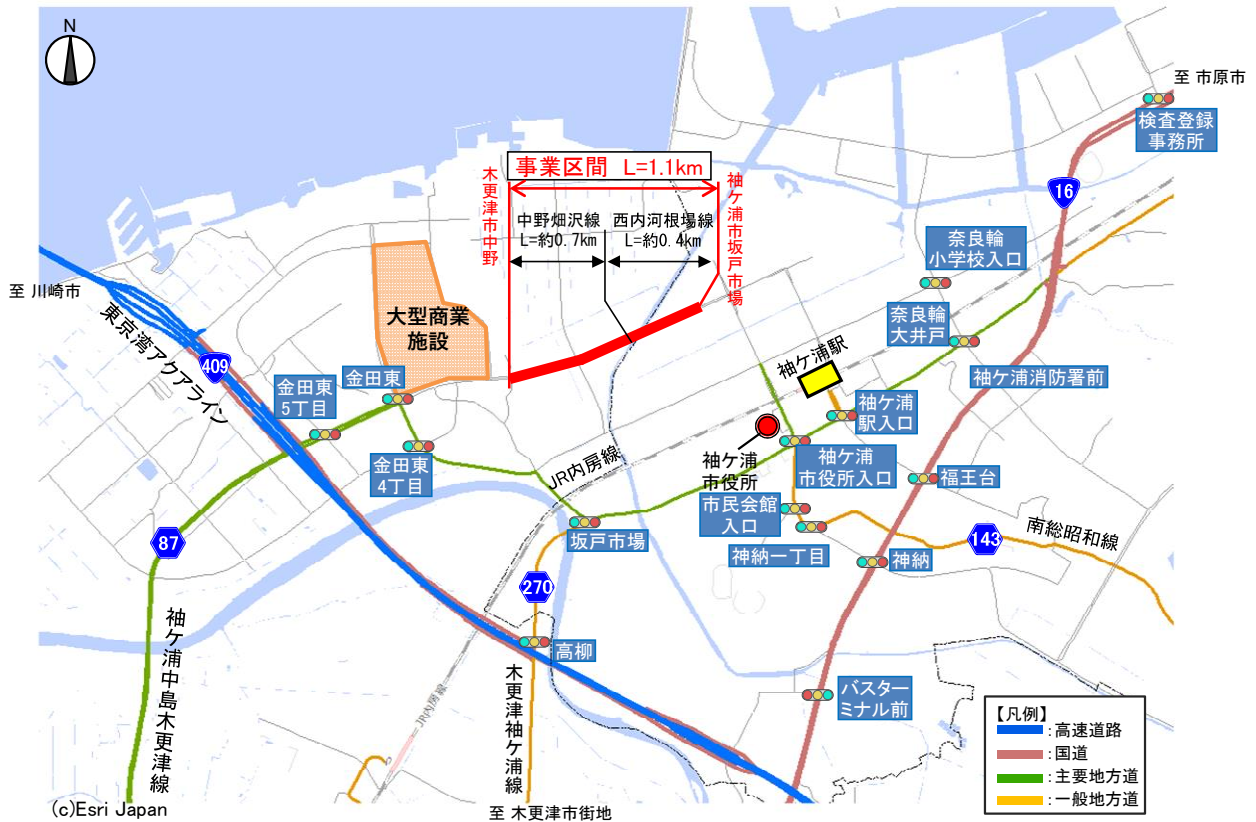 N
至 市原市
検査登録
事務所
16
事業区間 L=1.1km
木更津市中野
袖ケ浦市坂戸市場
中野畑沢線
L=約0.7km
西内河根場線
L=約0.4km
奈良輪
小学校入口
至 川崎市
東京湾アクアライン
409
大型商業
施設
奈良輪
大井戸
袖ケ浦駅
袖ケ浦消防署前
金田東
5丁目
金田東
金田東
4丁目
袖ケ浦
駅入口
JR内房線
袖ケ浦
市役所
袖ケ浦
市役所入口
福王台
市民会館
入口
87
坂戸市場
神納一丁目
神納
143
南総昭和線
270
袖ケ浦中島木更津線
高柳
木更津袖ケ浦線
JR内房線
バスター
ミナル前
【凡例】
:高速道路
:国道
:主要地方道
:一般地方道
(c)Esri Japan
至 木更津市街地